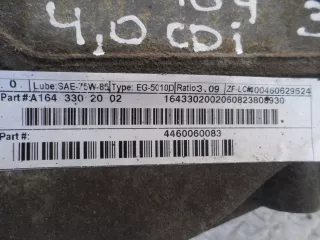 4,0 CDi
.0 Lube:SAE-75W-85 Type: EG-5010D Ratio:3.09 ZF-LC#00460629524
Part #:A164 330 20 02 1643302002060823808930
Part #: 4460060083